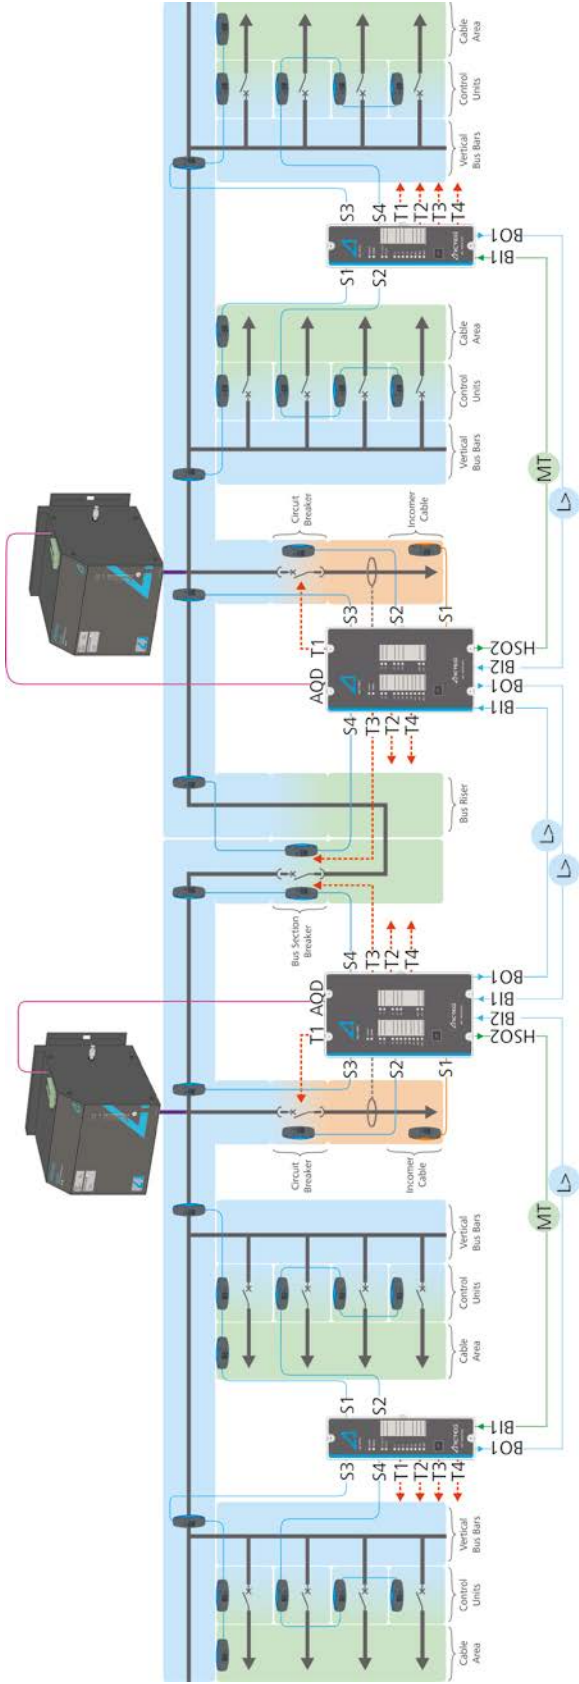 Cable
Area
Control
Units
Vertical
Bus Bars
S3
S4
T1
T2
T3
T4
S1
S2
BO1
BI1
Cable
Area
Control
Units
Vertical
Bus Bars
MT
L>
Circuit
Breaker
Incomer
Cable
T1
AQD
S3
S2
S1
S4
T3
T2
T4
HSO2
BI2
BO1
BI1
Bus Riser
L>
L>
Bus Section
Breaker
S4
T3
T2
T4
AQD
T1
S3
S2
S1
BO1
BI1
BI2
HSO2
Circuit
Breaker
Incomer
Cable
MT
L>
Vertical
Bus Bars
Control
Units
Cable
Area
S1
S2
S3
S4
T1
T2
T3
T4
BI1
BO1
Vertical
Bus Bars
Control
Units
Cable
Area